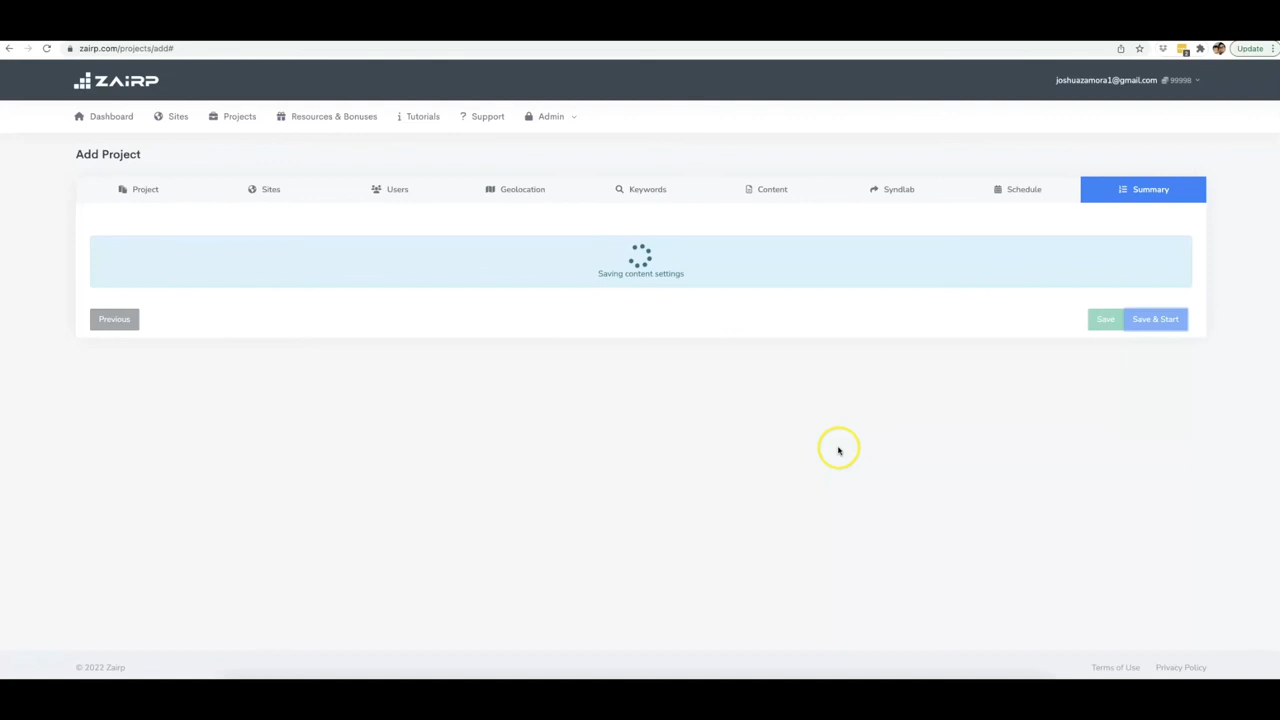 zairp.com/projects/add#
Update
ZAiRP
joshuazamora1@gmail.com 99998
Dashboard Sites Projects Resources & Bonuses Tutorials Support Admin
Add Project
Project Sites Users Geolocation Keywords Content Syndlab Schedule Summary
Saving content settings
Previous Save Save & Start
© 2022 Zairp Terms of Use Privacy Policy